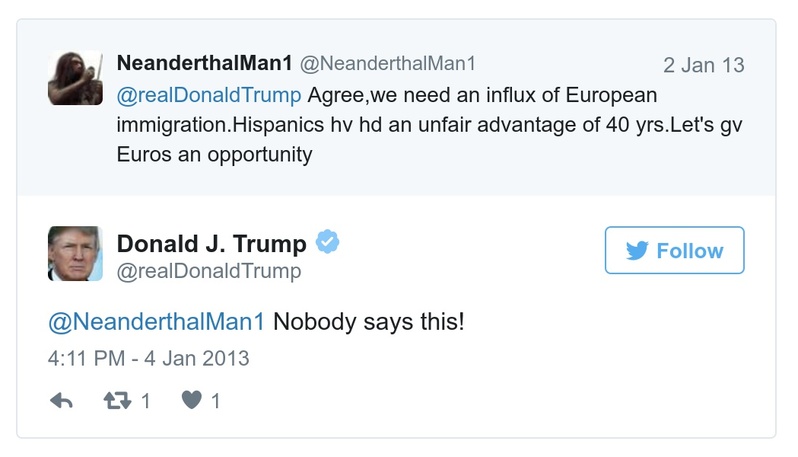 NeanderthalMan1 @NeanderthalMan1 2 Jan 13
@realDonaldTrump Agree,we need an influx of European
immigration.Hispanics hv hd an unfair advantage of 40 yrs.Let's gv
Euros an opportunity
Donald J. Trump
@realDonaldTrump
Follow
@NeanderthalMan1 Nobody says this!
4:11 PM - 4 Jan 2013
1 1